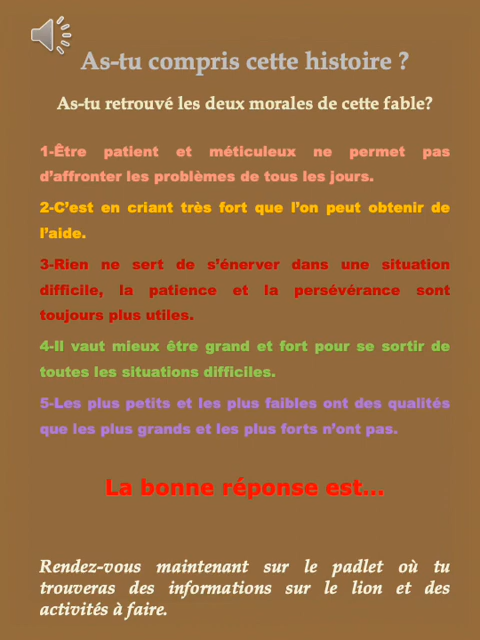 As-tu compris cette histoire ?
As-tu retrouvé les deux morales de cette fable?
1-Être patient et méticuleux ne permet pas
d’affronter les problèmes de tous les jours.
2-C’est en criant très fort que l’on peut obtenir de
l’aide.
3-Rien ne sert de s’énerver dans une situation
difficile, la patience et la persévérance sont
toujours plus utiles.
4-Il vaut mieux être grand et fort pour se sortir de
toutes les situations difficiles.
5-Les plus petits et les plus faibles ont des qualités
que les plus grands et les plus forts n’ont pas.
La bonne réponse est...
Rendez-vous maintenant sur le padlet où tu
trouveras des informations sur le lion et des
activités à faire.